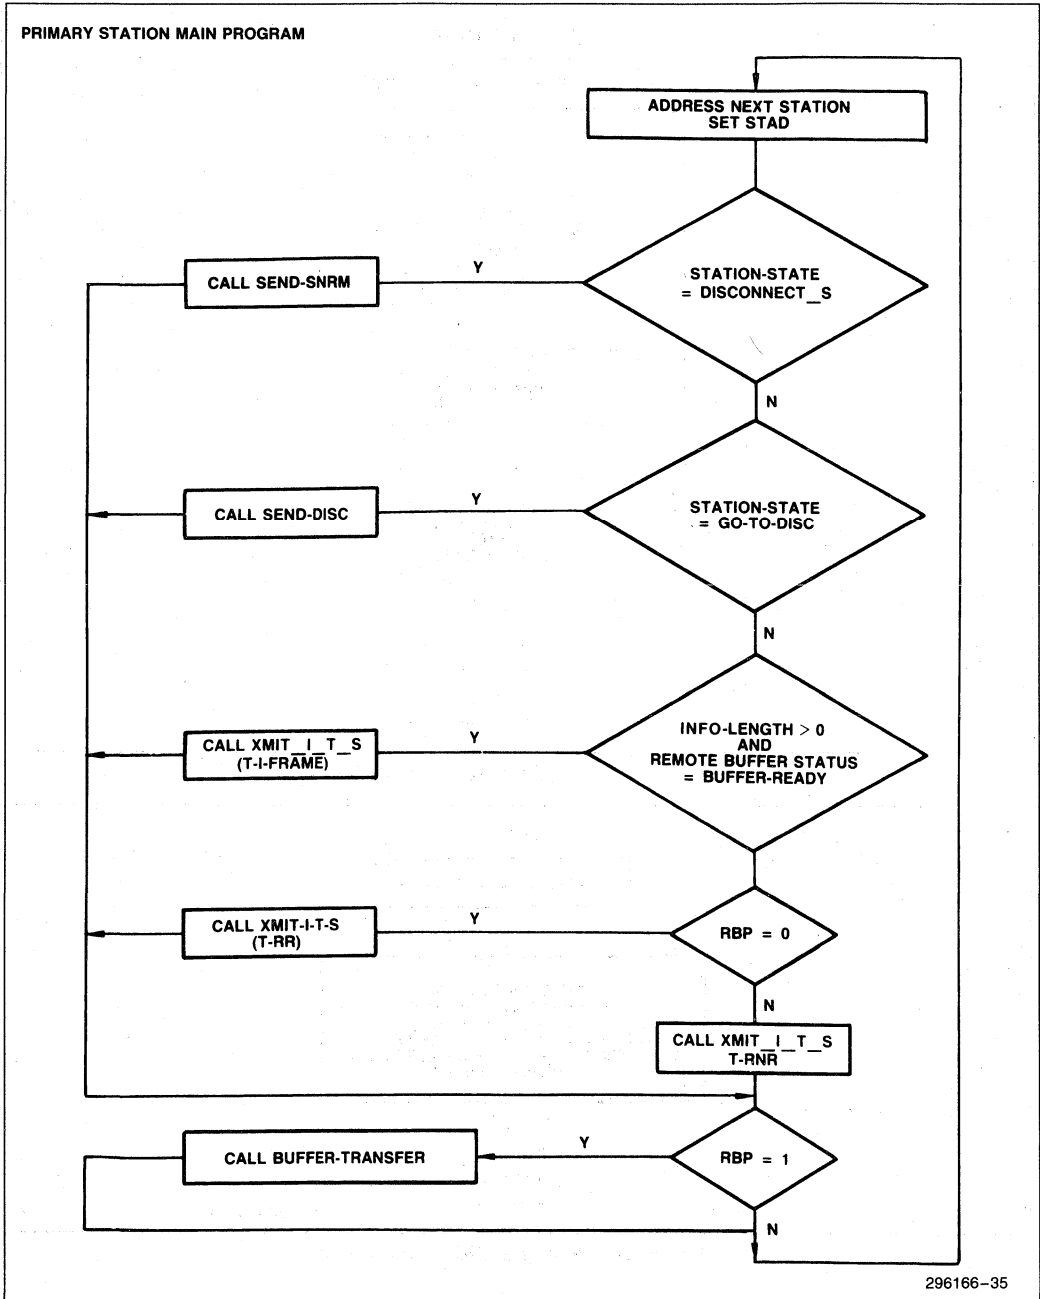 PRIMARY STATION MAIN PROGRAM
ADDRESS NEXT STATION
SET STAD
STATION-STATE
= DISCONNECT_S
Y
CALL SEND-SNRM
N
STATION-STATE
= GO-TO-DISC
Y
CALL SEND-DISC
N
INFO-LENGTH > 0
AND
REMOTE BUFFER STATUS
= BUFFER-READY
Y
CALL XMIT_I_T_S
(T-I-FRAME)
RBP = 0
Y
CALL XMIT-I-T-S
(T-RR)
N
CALL XMIT_I_T_S
T-RNR
RBP = 1
Y
CALL BUFFER-TRANSFER
N
296166-35